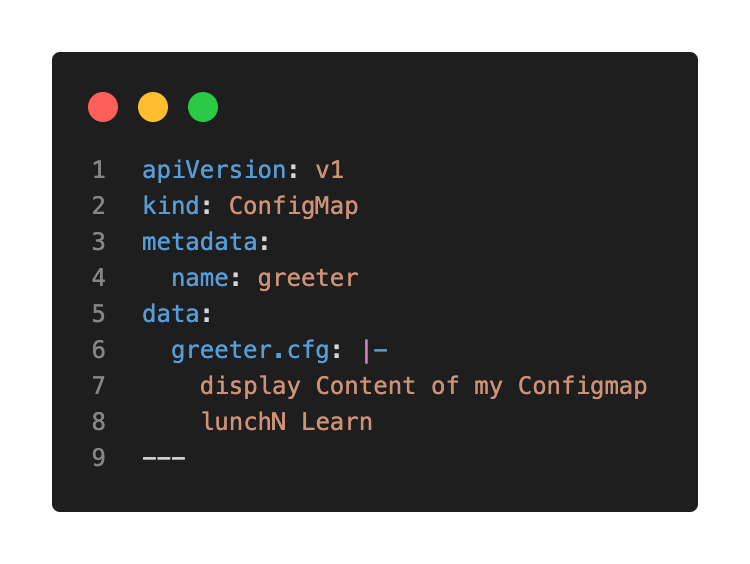 1 apiVersion: v1
2 kind: ConfigMap
3 metadata:
4   name: greeter
5 data:
6   greeter.cfg: |-
7     display Content of my Configmap
8     lunchN Learn
9 ---